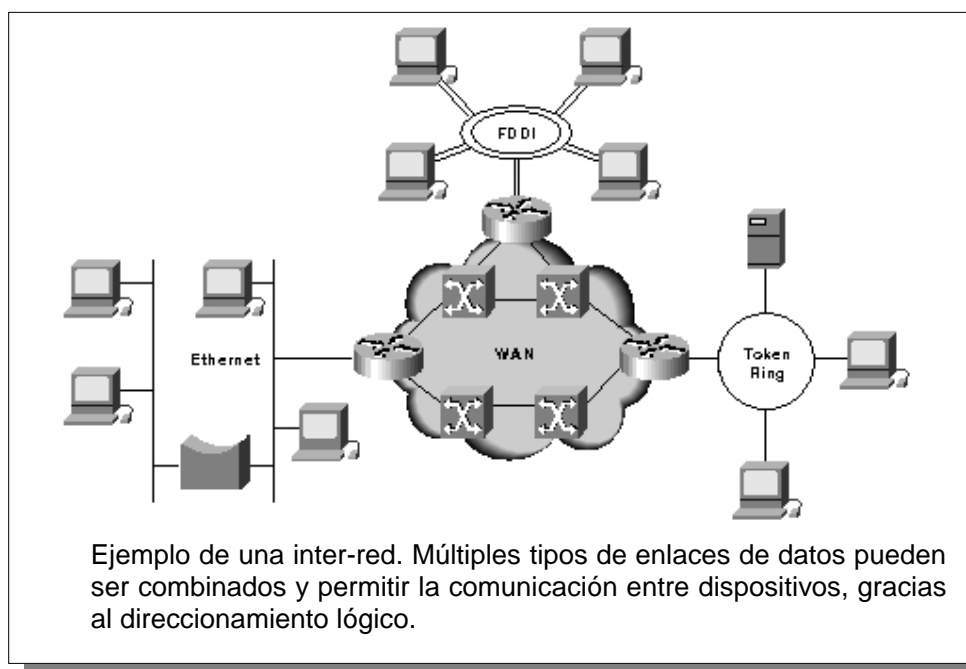 FDDI
Ethernet
WAN
Token
Ring
Ejemplo de una inter-red. Múltiples tipos de enlaces de datos pueden
ser combinados y permitir la comunicación entre dispositivos, gracias
al direccionamiento lógico.